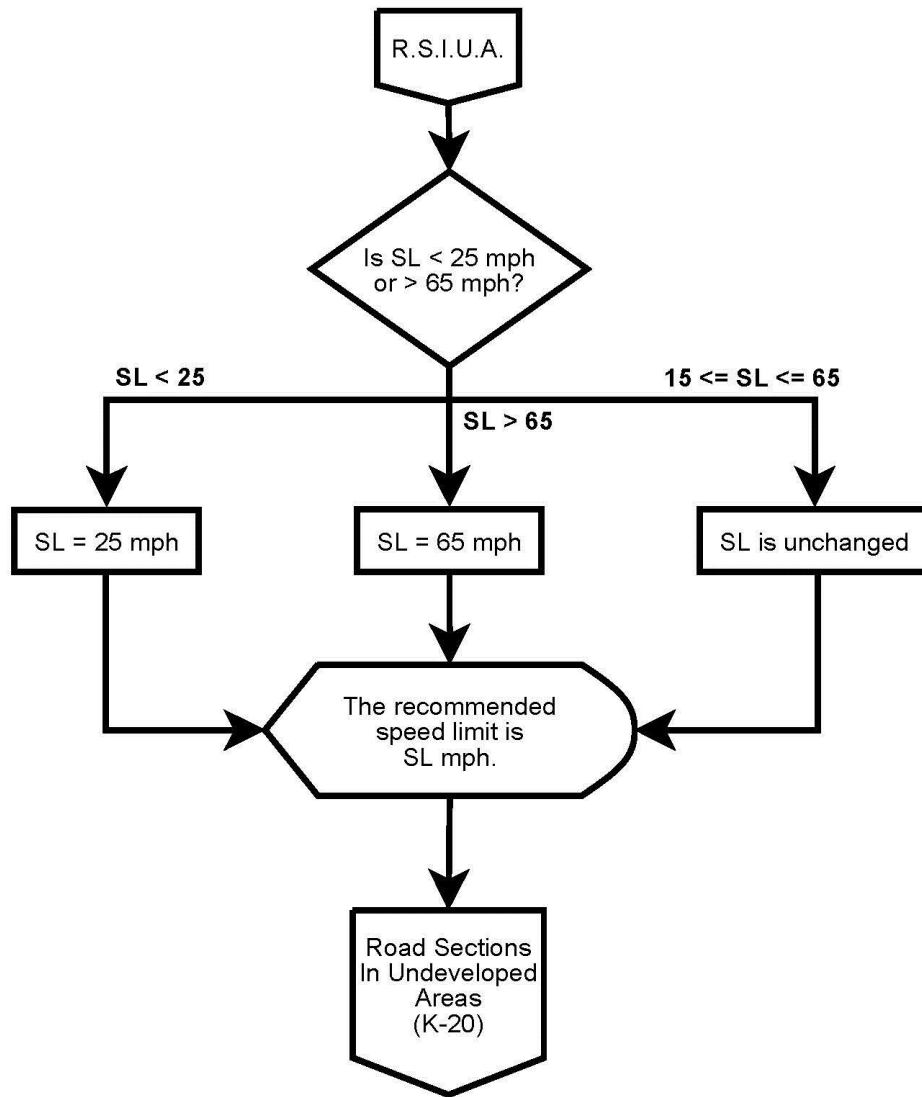 R.S.I.U.A.
Is SL < 25 mph
or > 65 mph?
SL < 25
SL > 65
15 <= SL <= 65
SL = 25 mph
SL = 65 mph
SL is unchanged
The recommended
speed limit is
SL mph.
Road Sections
In Undeveloped
Areas
(K-20)